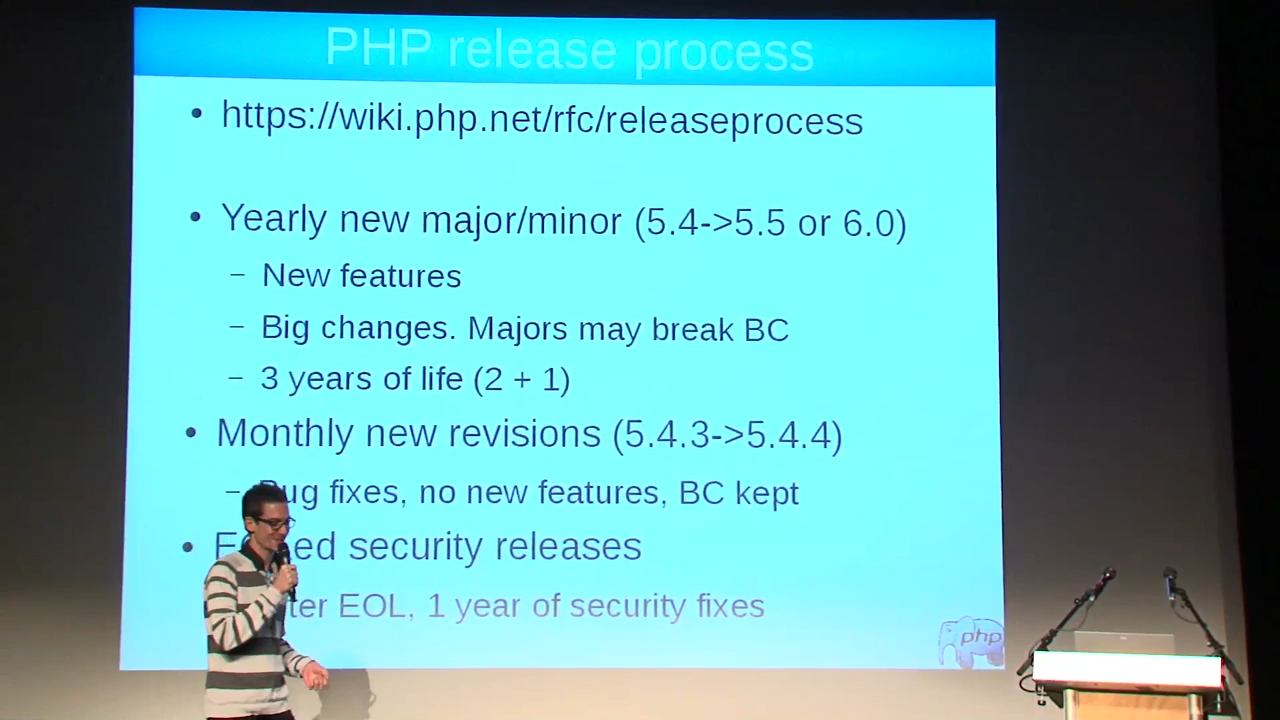 PHP release process
• https://wiki.php.net/rfc/releaseprocess
• Yearly new major/minor (5.4->5.5 or 6.0)
– New features
– Big changes. Majors may break BC
– 3 years of life (2 + 1)
• Monthly new revisions (5.4.3->5.4.4)
– Bug fixes, no new features, BC kept
• security releases
EOL, 1 year of security fixes
php